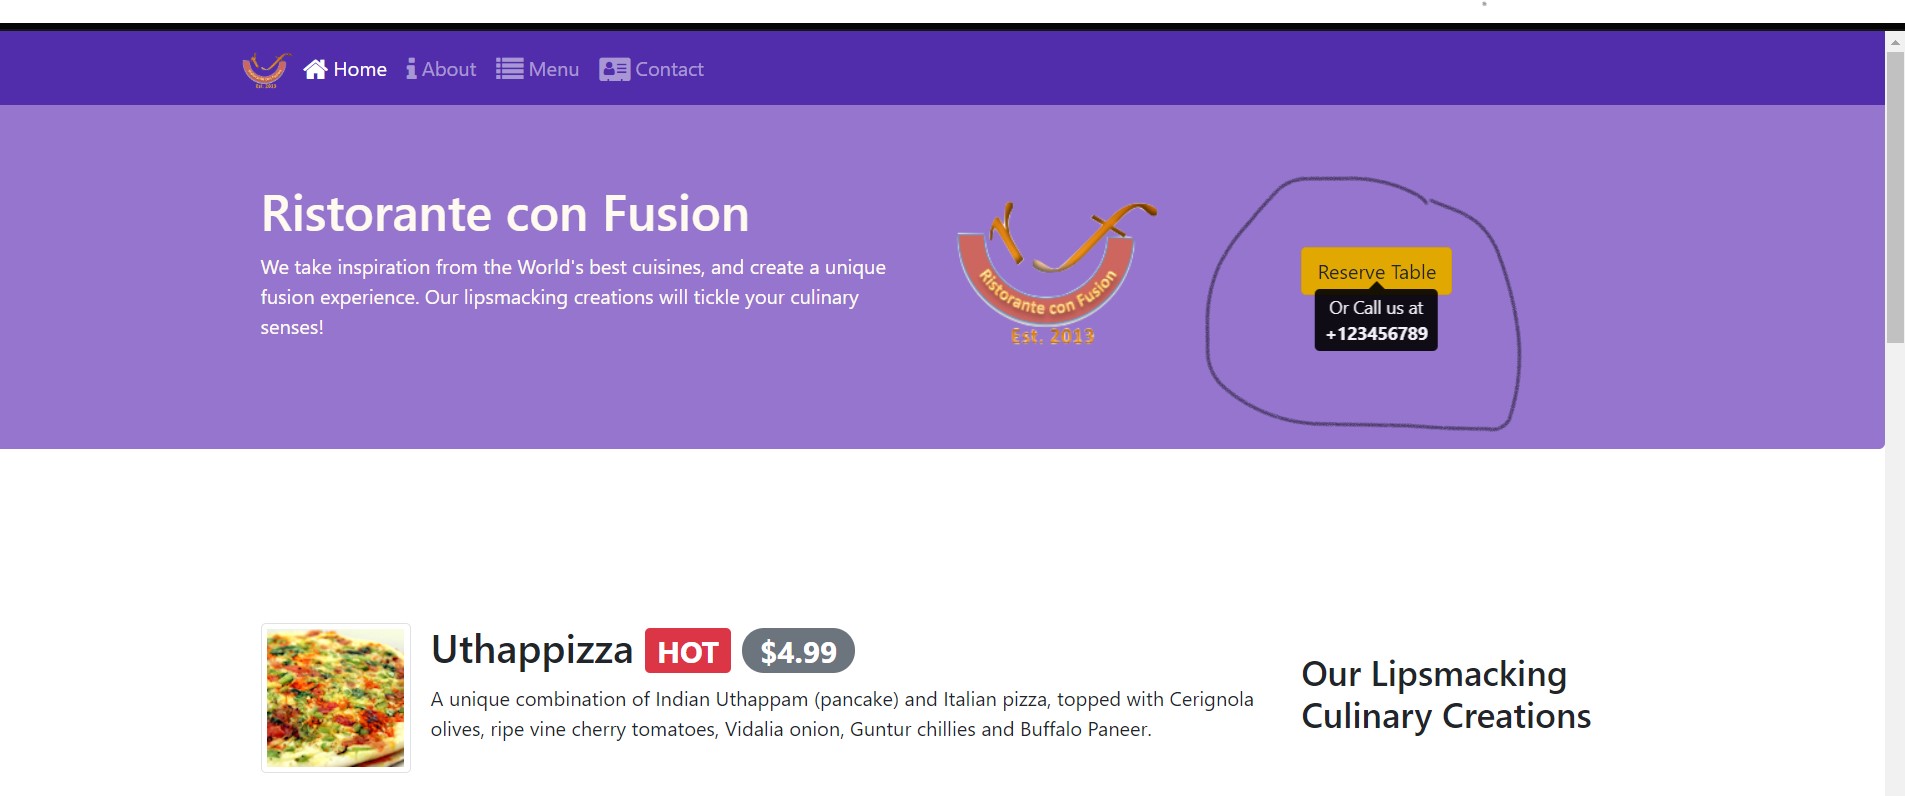 Home About Menu Contact
Ristorante con Fusion
We take inspiration from the World's best cuisines, and create a unique
fusion experience. Our lipsmacking creations will tickle your culinary
senses!
Ristorante con Fusion
Est. 2013
Reserve Table
Or Call us at
+123456789
Uthappizza HOT $4.99
A unique combination of Indian Uthappam (pancake) and Italian pizza, topped with Cerignola
olives, ripe vine cherry tomatoes, Vidalia onion, Guntur chillies and Buffalo Paneer.
Our Lipsmacking
Culinary Creations